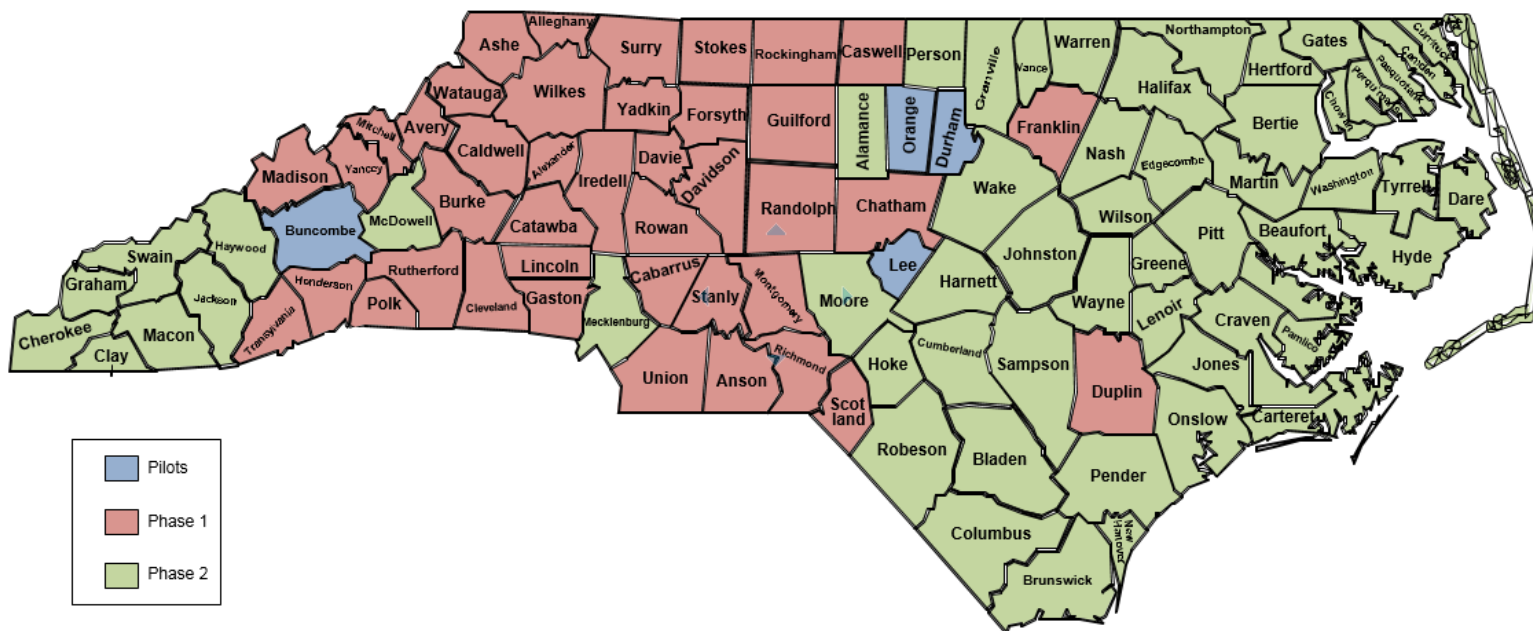 Alleghany
Ashe
Surry
Stokes
Rockingham
Caswell
Person
Granville
Vance
Warren
Northampton
Gates
Currituck
Camden
Pasquotank
Hertford
Halifax
Watauga
Wilkes
Yadkin
Forsyth
Guilford
Alamance
Orange
Durham
Franklin
Nash
Edgecombe
Bertie
Chowan
Mitchell
Avery
Caldwell
Alexander
Iredell
Davie
Davidson
Madison
Yancey
Burke
Catawba
Rowan
Randolph
Chatham
Wake
Wilson
Martin
Washington
Tyrrell
Dare
Buncombe
McDowell
Haywood
Swain
Graham
Cherokee
Clay
Macon
Jackson
Transylvania
Honderson
Polk
Rutherford
Cleveland
Lincoln
Gaston
Mecklenburg
Cabarrus
Stanly
Montgomery
Moore
Lee
Harnett
Johnston
Wayne
Greene
Pitt
Beaufort
Hyde
Lenoir
Craven
Pamlico
Union
Anson
Richmond
Scot
land
Hoke
Cumberland
Sampson
Duplin
Jones
Onslow
Carteret
Robeson
Bladen
Pender
Columbus
Brunswick
New
Hanover
Pilots
Phase 1
Phase 2